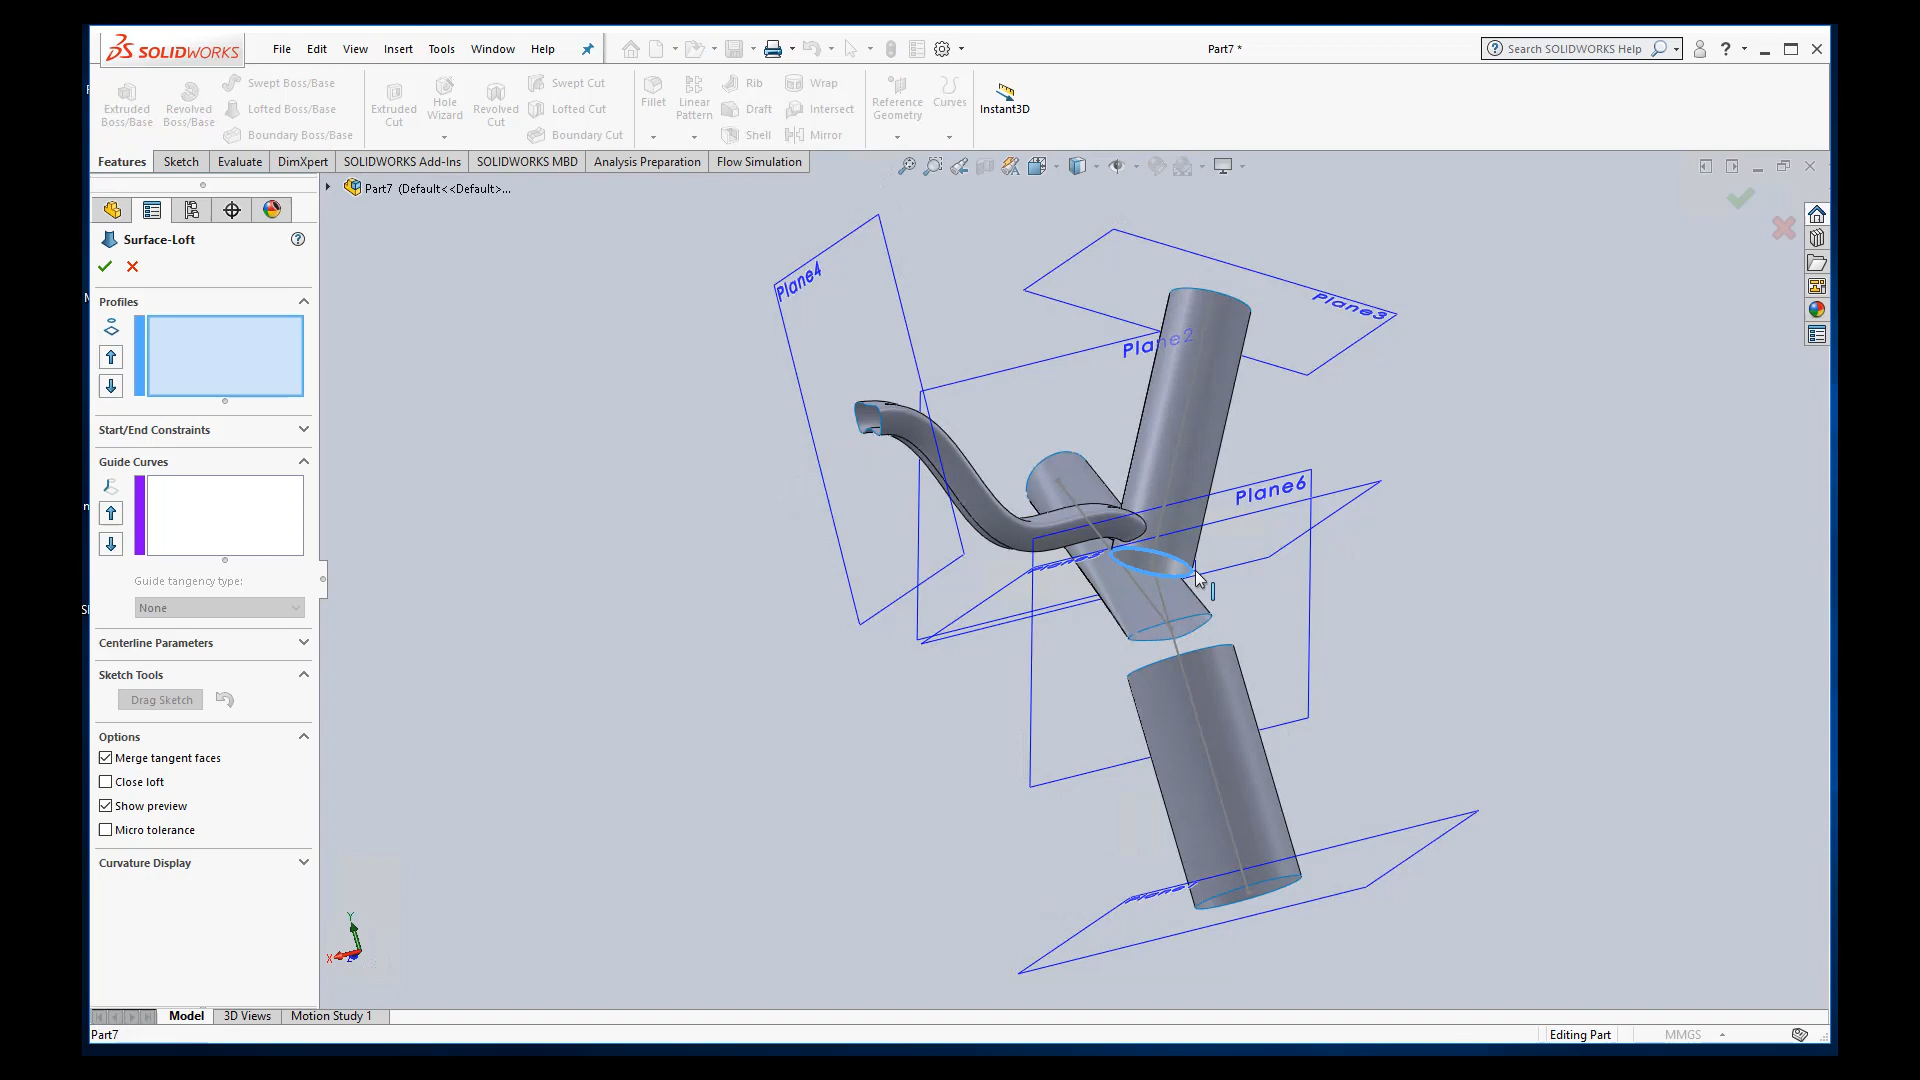 SOLIDWORKS
File Edit View Insert Tools Window Help
Part7 *
Search SOLIDWORKS Help
Extruded Boss/Base
Revolved Boss/Base
Swept Boss/Base
Lofted Boss/Base
Boundary Boss/Base
Extruded Cut
Hole Wizard
Revolved Cut
Swept Cut
Lofted Cut
Boundary Cut
Fillet
Linear Pattern
Rib
Draft
Shell
Wrap
Intersect
Mirror
Reference Geometry
Curves
Instant3D
Features Sketch Evaluate DimXpert SOLIDWORKS Add-Ins SOLIDWORKS MBD Analysis Preparation Flow Simulation
Part7 (Default<<Default>...
Surface-Loft
Profiles
Start/End Constraints
Guide Curves
Guide tangency type:
None
Centerline Parameters
Sketch Tools
Drag Sketch
Options
Merge tangent faces
Close loft
Show preview
Micro tolerance
Curvature Display
Plane4
Plane3
Plane2
Plane6
Y
X
Z
Model 3D Views Motion Study 1
Part7
Editing Part
MMGS